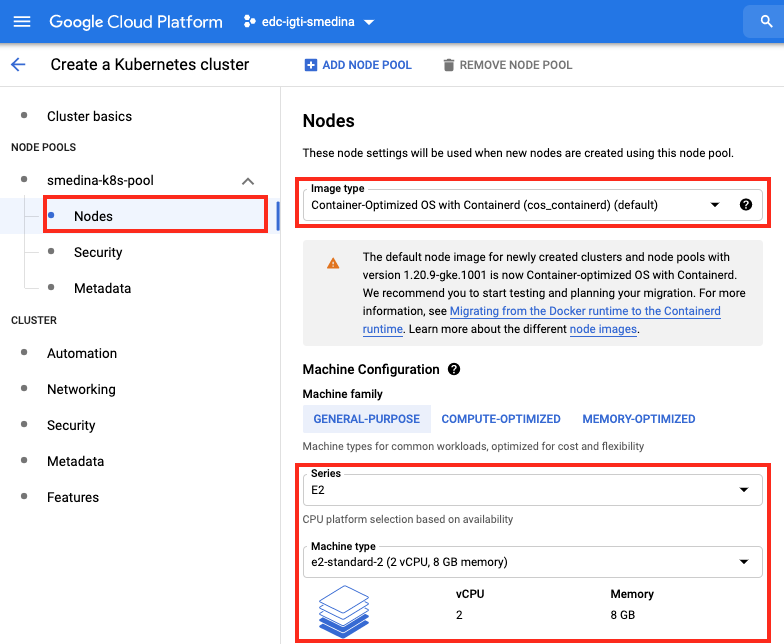 Google Cloud Platform
edc-igti-smedina
Create a Kubernetes cluster
ADD NODE POOL
REMOVE NODE POOL
Cluster basics
NODE POOLS
smedina-k8s-pool
Nodes
Security
Metadata
CLUSTER
Automation
Networking
Security
Metadata
Features
Nodes
These node settings will be used when new nodes are created using this node pool.
Image type
Container-Optimized OS with Containerd (cos_containerd) (default)
The default node image for newly created clusters and node pools with
version 1.20.9-gke.1001 is now Container-optimized OS with Containerd.
We recommend you to start testing and planning your migration. For more
information, see Migrating from the Docker runtime to the Containerd
runtime. Learn more about the different node images.
Machine Configuration
Machine family
GENERAL-PURPOSE
COMPUTE-OPTIMIZED
MEMORY-OPTIMIZED
Machine types for common workloads, optimized for cost and flexibility
Series
E2
CPU platform selection based on availability
Machine type
e2-standard-2 (2 vCPU, 8 GB memory)
vCPU
2
Memory
8 GB